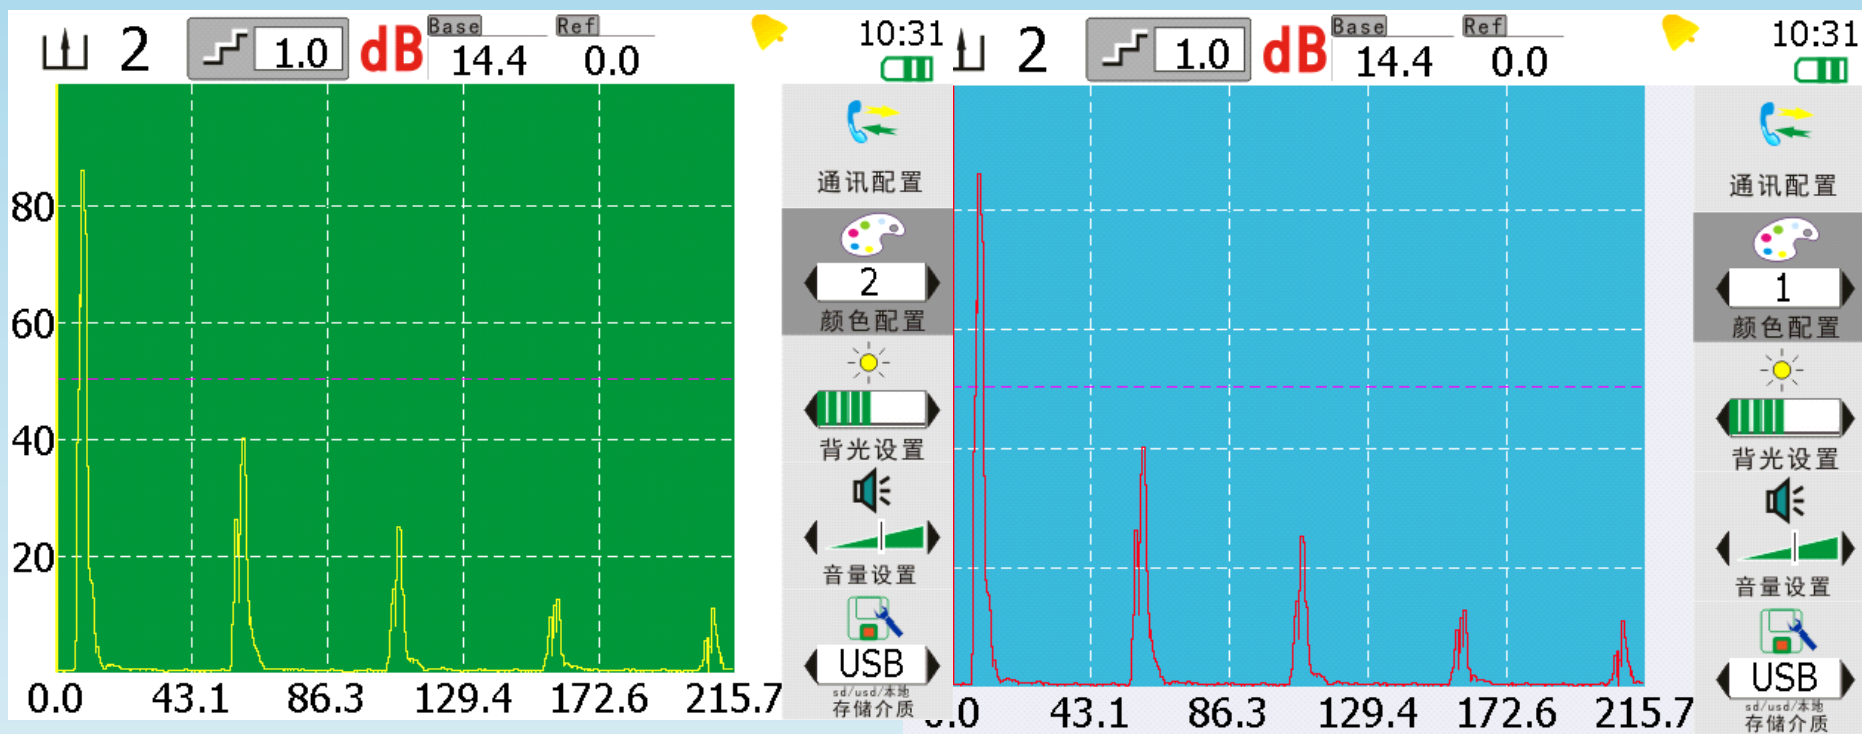 2 1.0 dB Base 14.4 Ref 0.0 10:31
80
60
40
20
0.0 43.1 86.3 129.4 172.6 215.7
通讯配置
2
颜色配置
背光设置
音量设置
USB
sd/usd/本地
存储介质
2 1.0 dB Base 14.4 Ref 0.0 10:31
0.0 43.1 86.3 129.4 172.6 215.7
通讯配置
1
颜色配置
背光设置
音量设置
USB
sd/usd/本地
存储介质